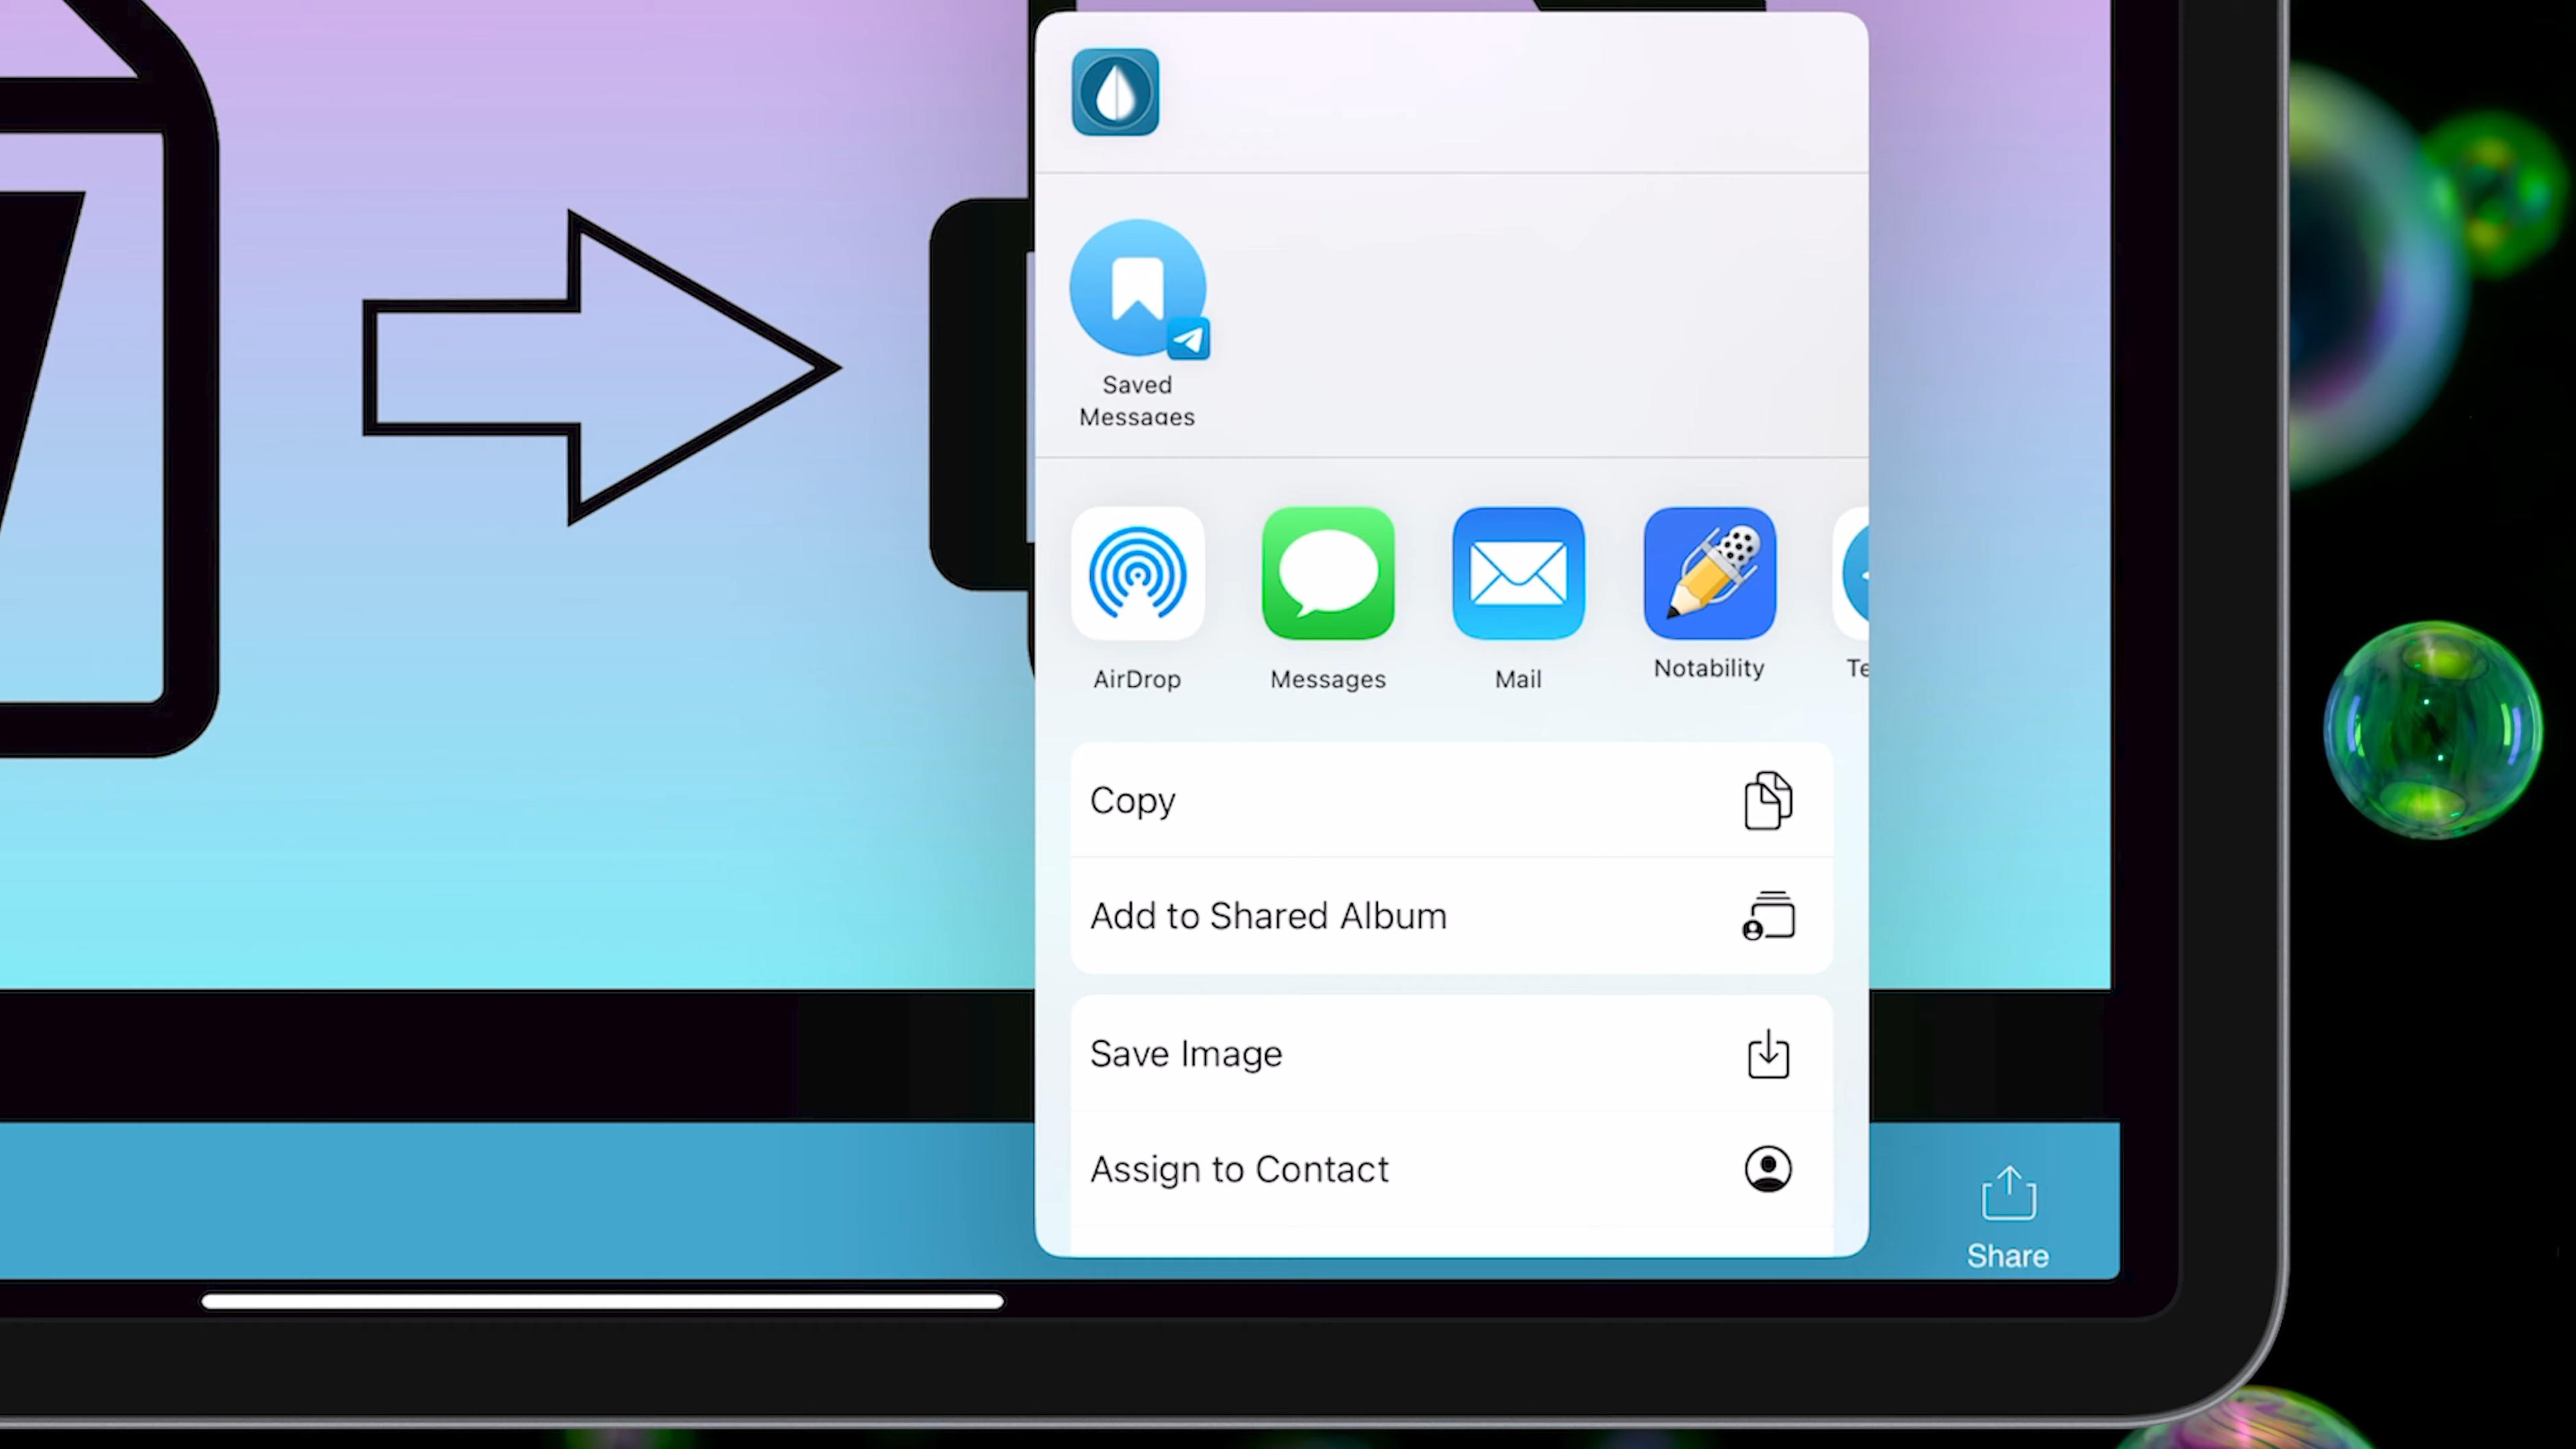 Saved
Messages
AirDrop
Messages
Mail
Notability
Te
Copy
Add to Shared Album
Save Image
Assign to Contact
Share